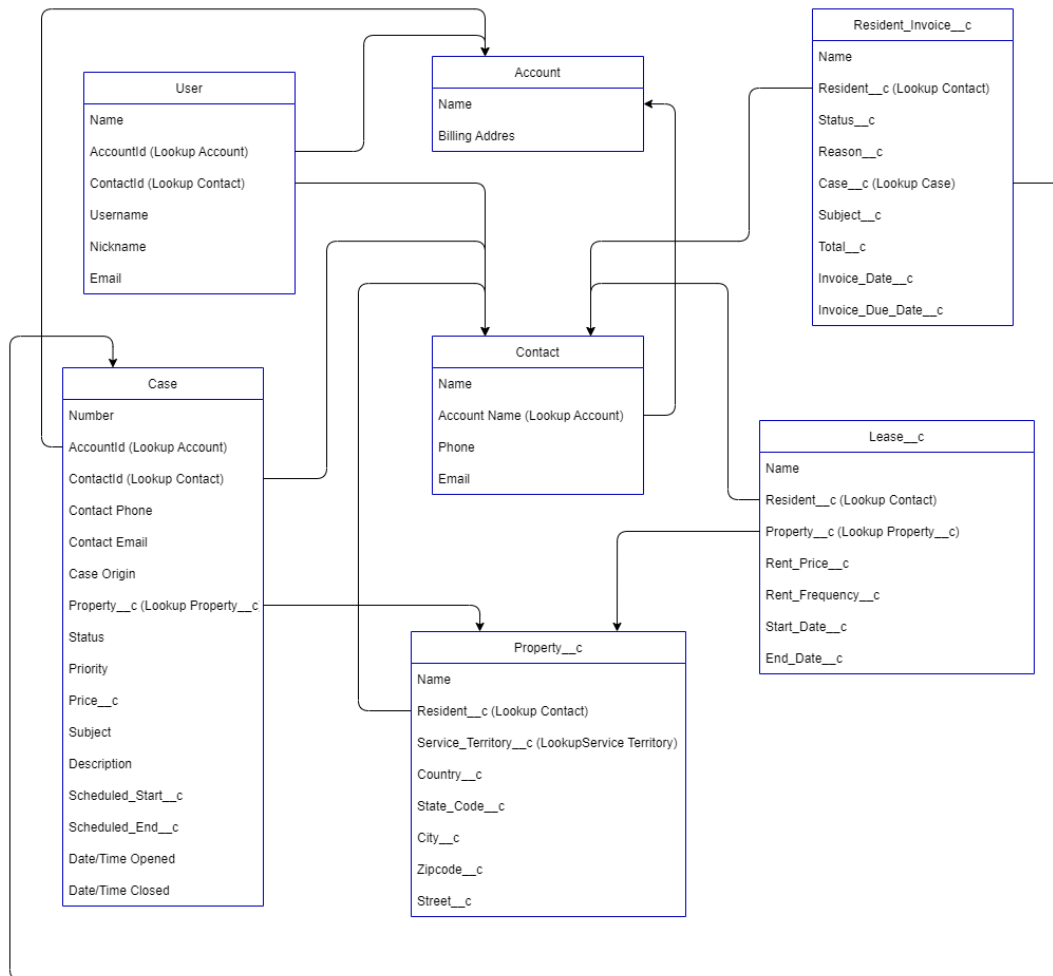 User
Name
AccountId (Lookup Account)
ContactId (Lookup Contact)
Username
Nickname
Email
Account
Name
Billing Addres
Resident_Invoice__c
Name
Resident__c (Lookup Contact)
Status__c
Reason__c
Case__c (Lookup Case)
Subject__c
Total__c
Invoice_Date__c
Invoice_Due_Date__c
Case
Number
AccountId (Lookup Account)
ContactId (Lookup Contact)
Contact Phone
Contact Email
Case Origin
Property__c (Lookup Property__c
Status
Priority
Price__c
Subject
Description
Scheduled_Start__c
Scheduled_End__c
Date/Time Opened
Date/Time Closed
Contact
Name
Account Name (Lookup Account)
Phone
Email
Lease__c
Name
Resident__c (Lookup Contact)
Property__c (Lookup Property__c)
Rent_Price__c
Rent_Frequency__c
Start_Date__c
End_Date__c
Property__c
Name
Resident__c (Lookup Contact)
Service_Territory__c (LookupService Territory)
Country__c
State_Code__c
City__c
Zipcode__c
Street__c